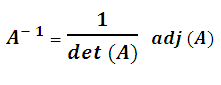 A⁻¹ = 1 / det (A) adj (A)